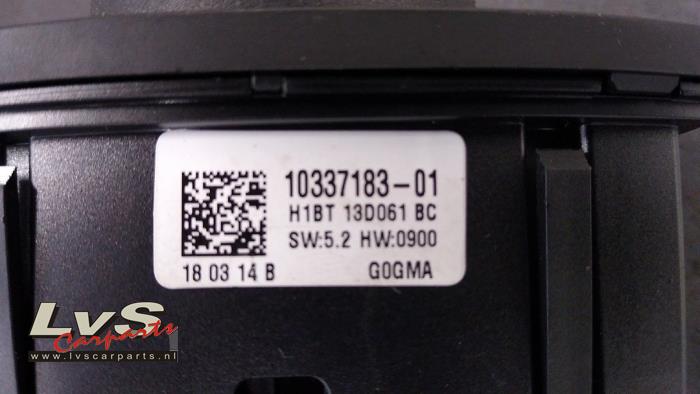 10337183-01
H1BT 13D061 BC
SW:5.2 HW:0900
18 03 14 B G0GMA
LvS
Carparts
www.lvscarparts.nl